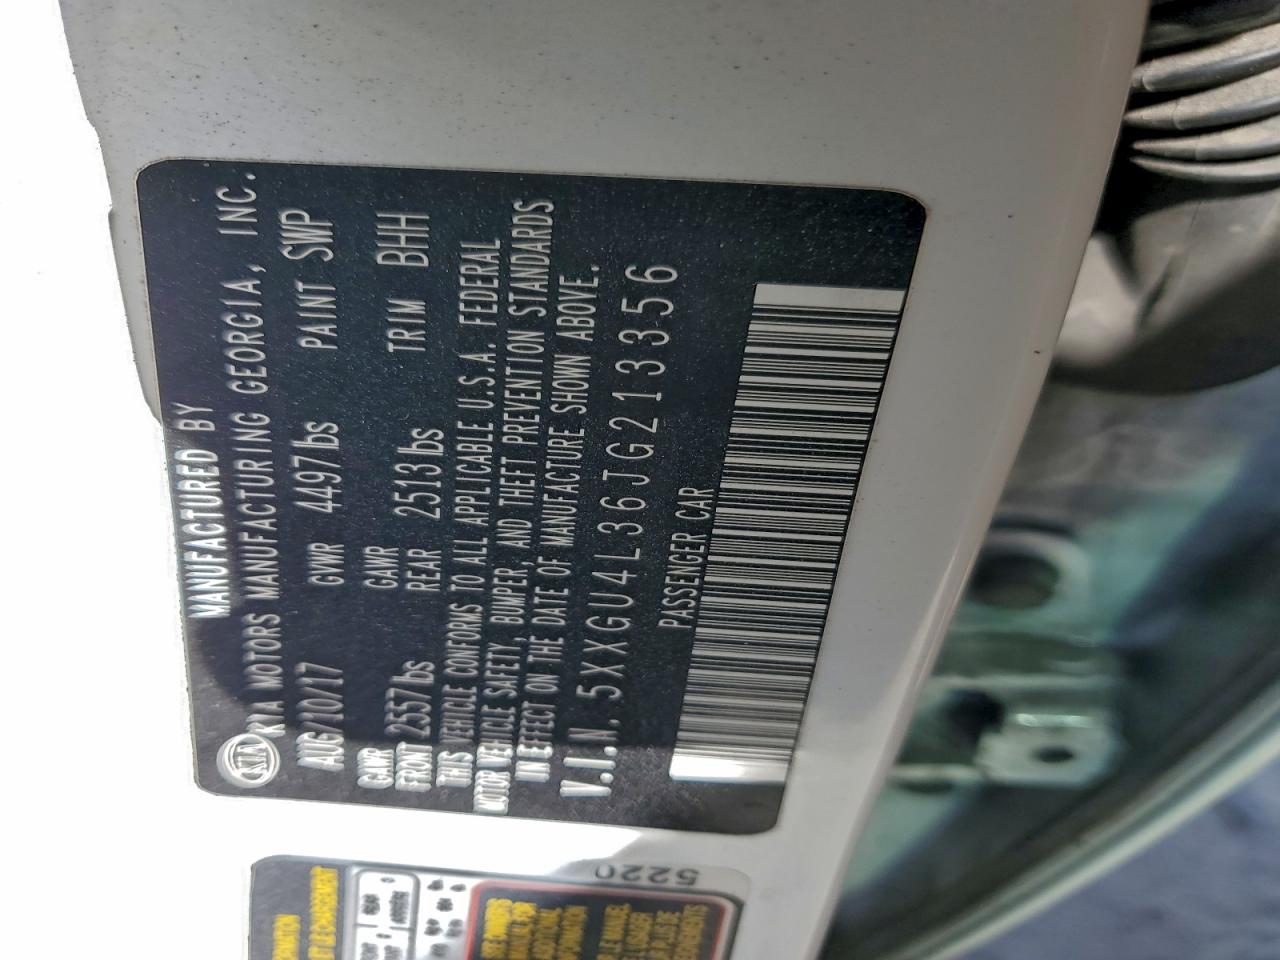 MANUFACTURED BY
KIA KIA MOTORS MANUFACTURING GEORGIA, INC.
AUG/10/17 GVWR 4497lbs PAINT SWP
GAWR GAWR
FRONT 2557lbs REAR 2513lbs TRIM BHH
THIS VEHICLE CONFORMS TO ALL APPLICABLE U.S.A. FEDERAL
MOTOR VEHICLE SAFETY, BUMPER, AND THEFT PREVENTION STANDARDS
IN EFFECT ON THE DATE OF MANUFACTURE SHOWN ABOVE.
V.I.N. 5XXGU4L36JG213356
PASSENGER CAR
5220